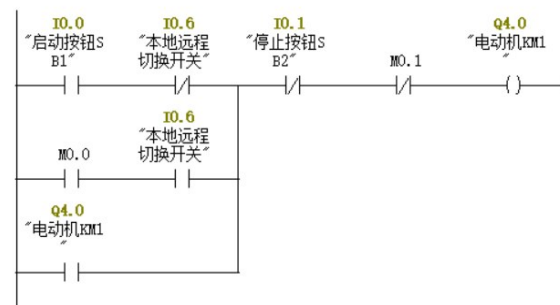 I0.0 I0.6 I0.1 Q4.0
"启动按钮S "本地远程 "停止按钮S "电动机KM1
B1" 切换开关" B2" M0.1 "
I0.6
"本地远程
M0.0 切换开关"
Q4.0
"电动机KM1
"